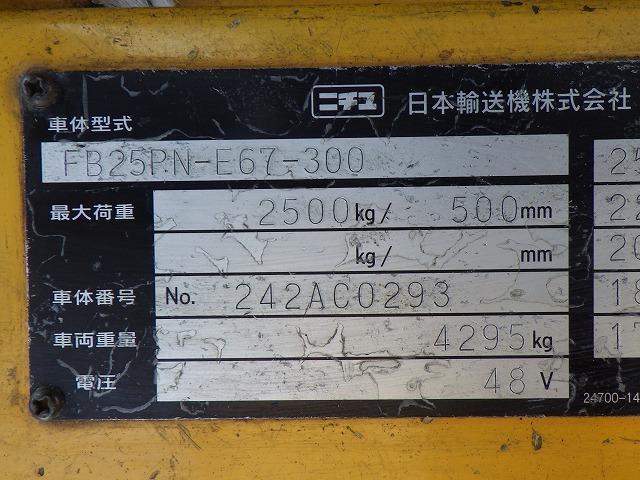 ニチユ 日本輸送機株式会社
車体型式
FB25PN-E67-300
最大荷重 2500kg/ 500mm
kg/ mm
車体番号 No. 242AC0293
車両重量 4295kg
電圧 48V
24700-14